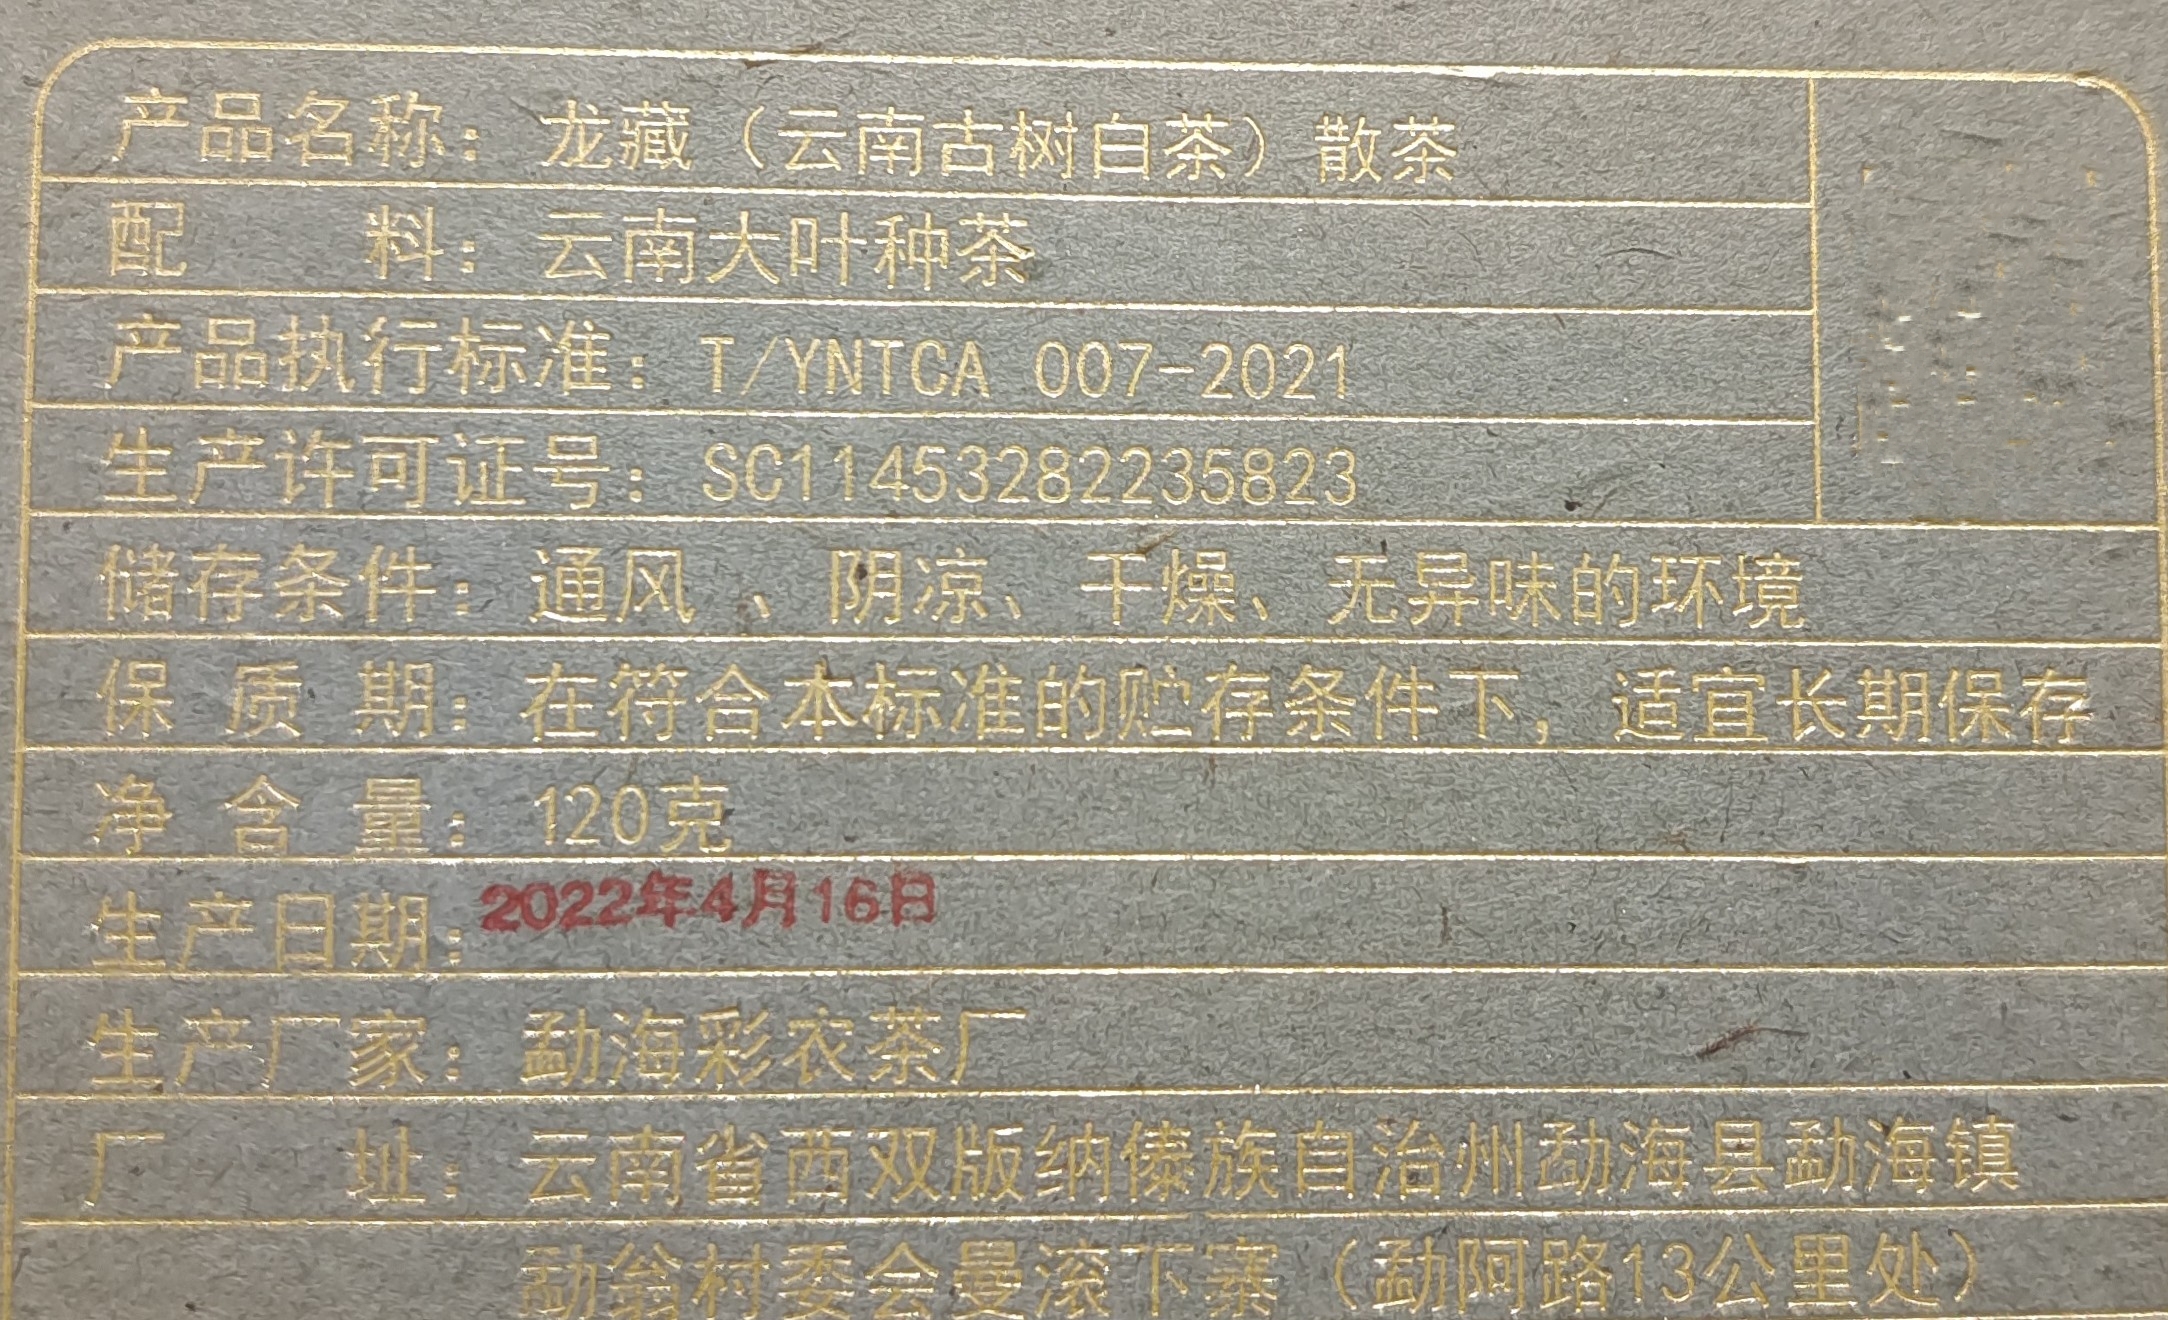 产品名称：龙藏（云南古树白茶）散茶
配料：云南大叶种茶
产品执行标准：T/YNTCA 007-2021
生产许可证号：SC11453282235823
储存条件：通风、阴凉、干燥、无异味的环境
保质期：在符合本标准的贮存条件下，适宜长期保存
净含量：120克
生产日期：2022年4月16日
生产厂家：勐海彩农茶厂
厂址：云南省西双版纳傣族自治州勐海县勐海镇
勐翁村委会曼滚下寨（勐阿路13公里处）